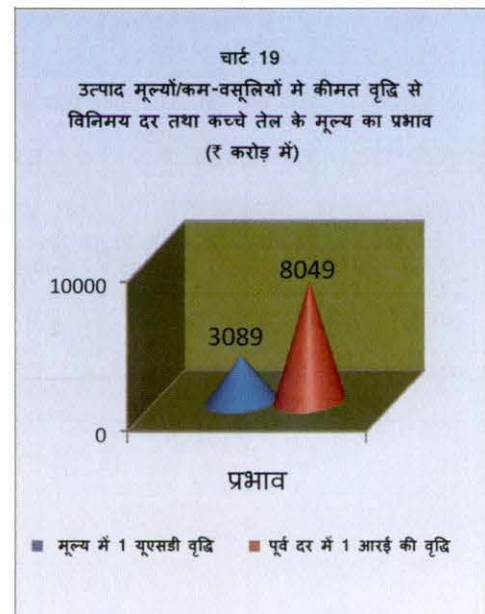 चार्ट 19
उत्पाद मूल्यों/कम-वसूलियों मे कीमत वृद्धि से
विनिमय दर तथा कच्चे तेल के मूल्य का प्रभाव
(₹ करोड़ में)
10000
8049
3089
0
प्रभाव
मूल्य में 1 यूएसडी वृद्धि
पूर्व दर में 1 आरई की वृद्धि